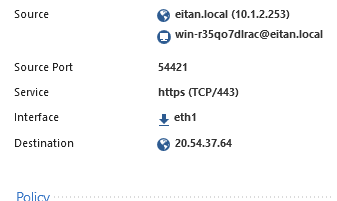 Source eitan.local (10.1.2.253)
win-r35qo7dlrac@eitan.local
Source Port 54421
Service https (TCP/443)
Interface eth1
Destination 20.54.37.64
Policy